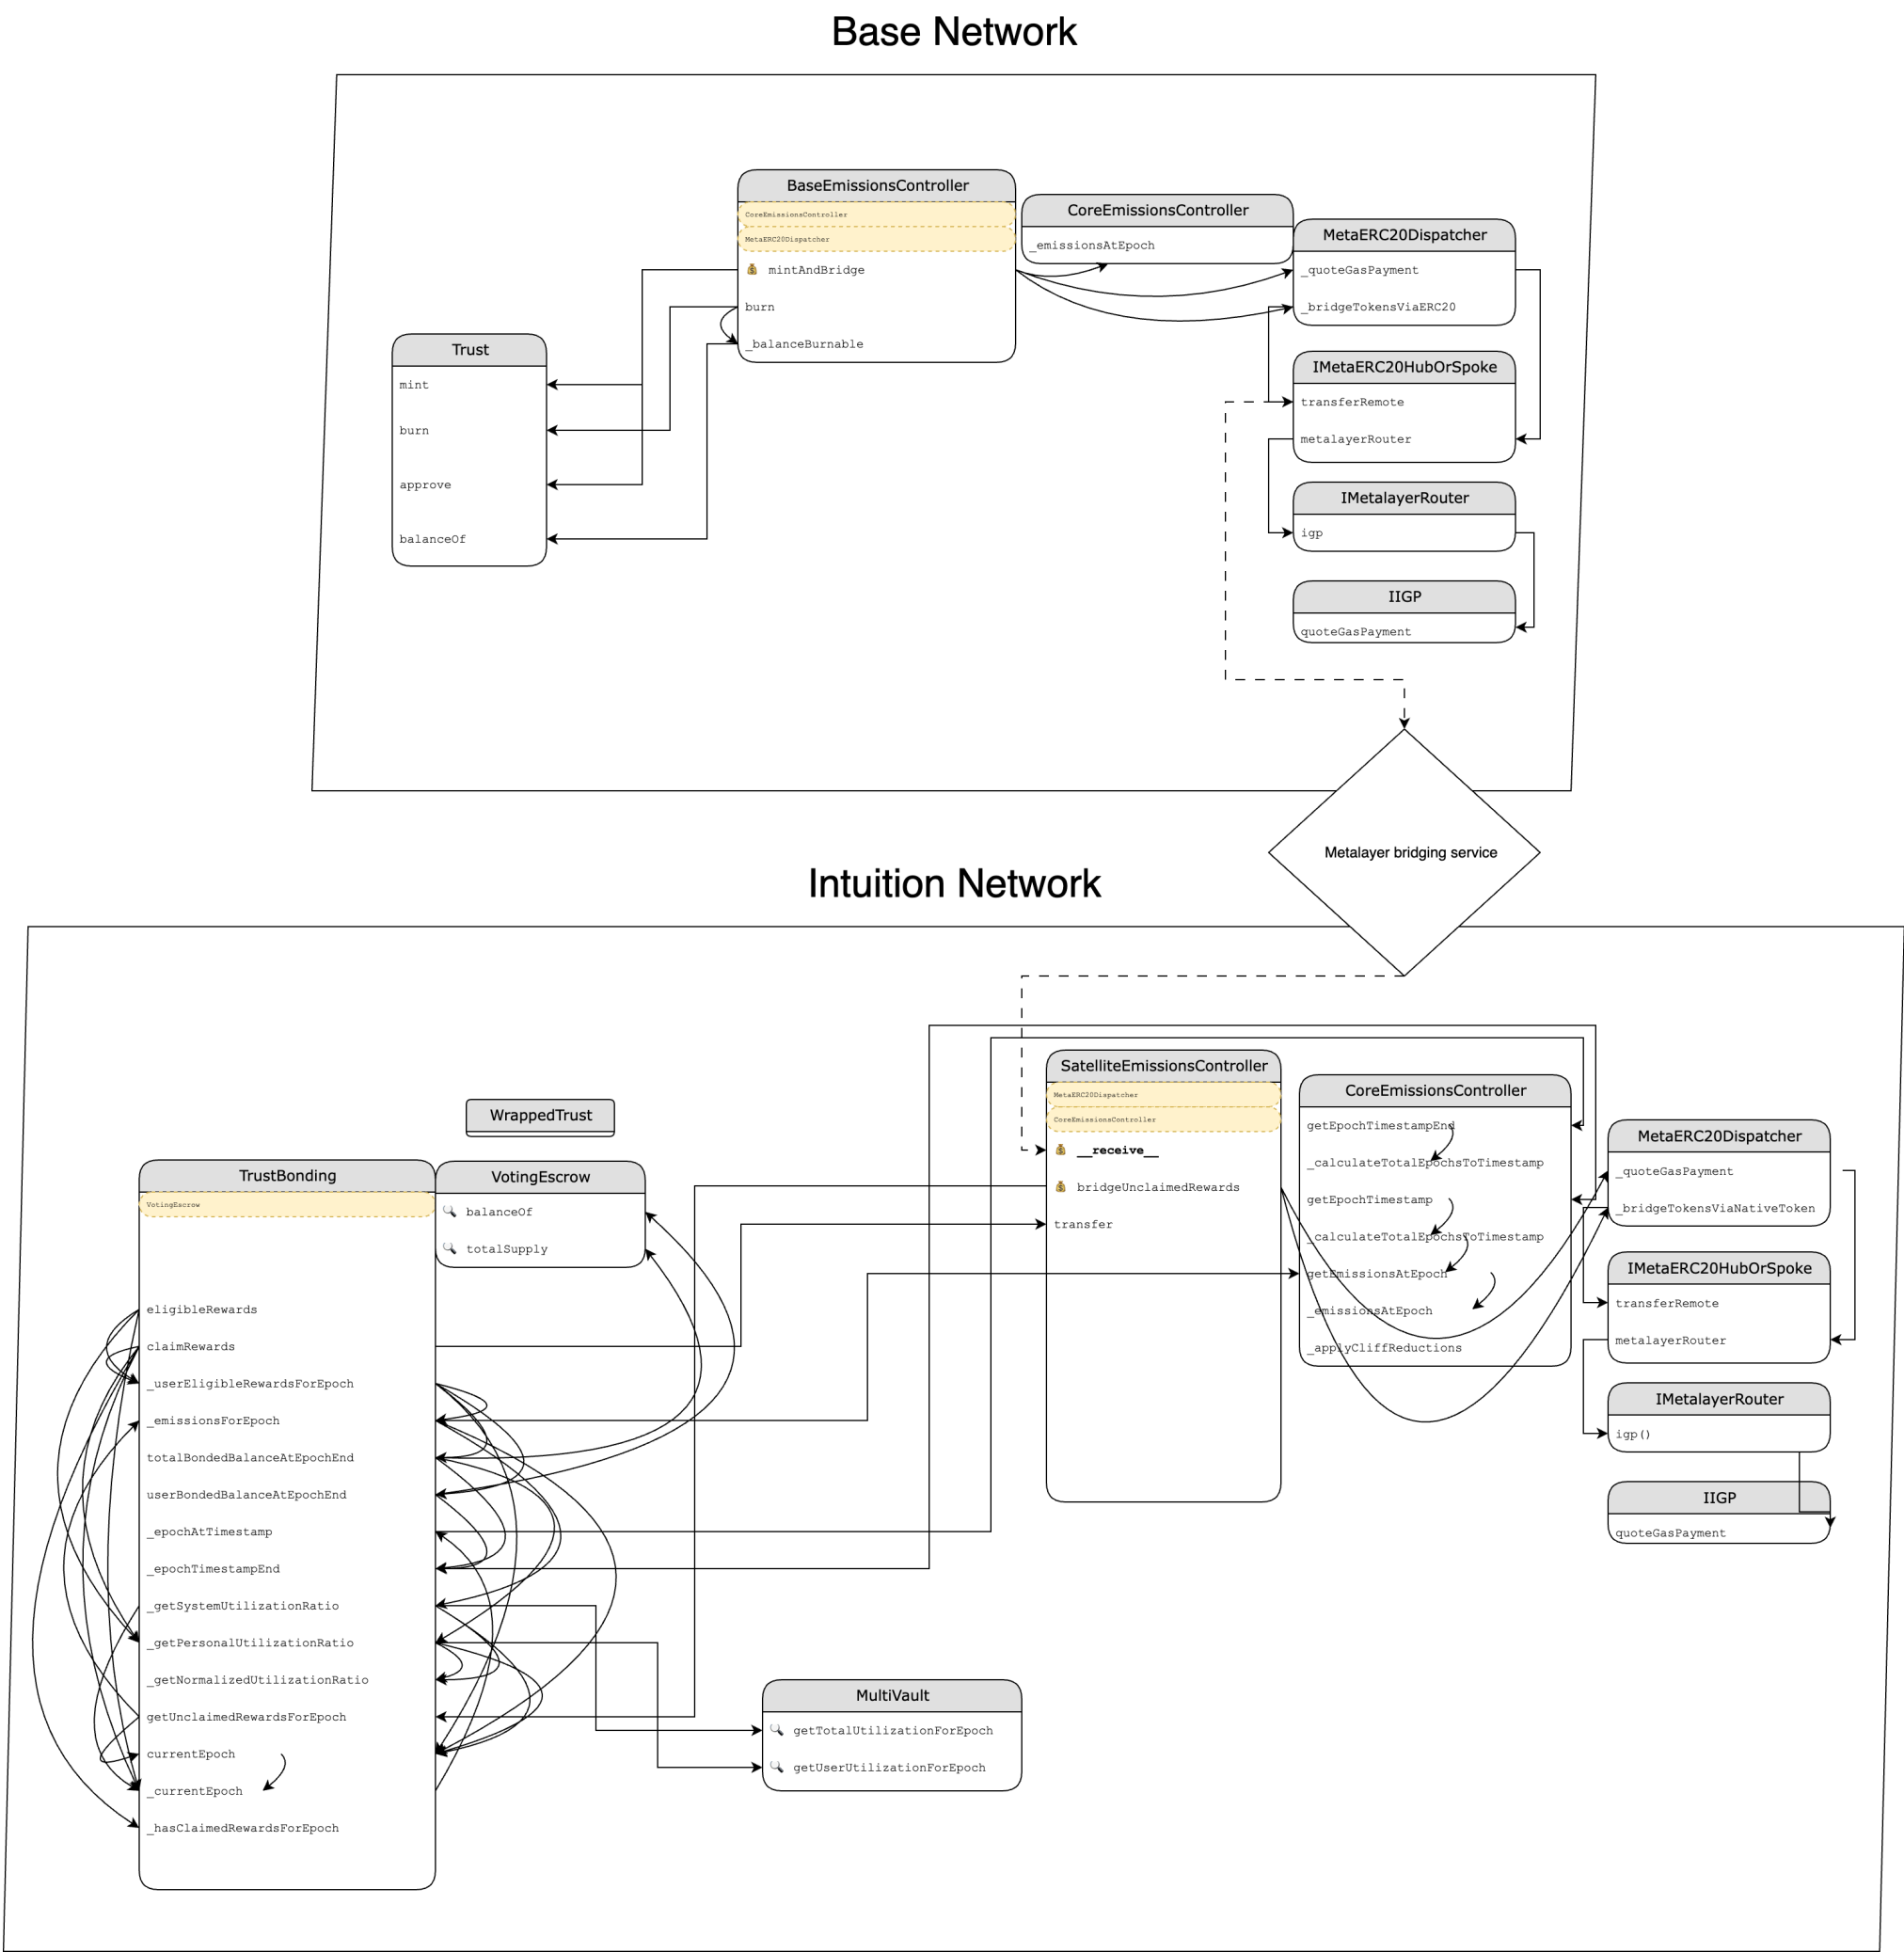 Base Network
BaseEmissionsController
CoreEmissionsController
MetaERC20Dispatcher
mintAndBridge
burn
_balanceBurnable
CoreEmissionsController
_emissionsAtEpoch
MetaERC20Dispatcher
_quoteGasPayment
_bridgeTokensViaERC20
Trust
mint
burn
approve
balanceOf
IMetaERC20HubOrSpoke
transferRemote
metalayerRouter
IMetalayerRouter
igp
IIGP
quoteGasPayment
Metalayer bridging service
Intuition Network
WrappedTrust
TrustBonding
VotingEscrow
eligibleRewards
claimRewards
_userEligibleRewardsForEpoch
_emissionsForEpoch
totalBondedBalanceAtEpochEnd
userBondedBalanceAtEpochEnd
_epochAtTimestamp
_epochTimestampEnd
_getSystemUtilizationRatio
_getPersonalUtilizationRatio
_getNormalizedUtilizationRatio
getUnclaimedRewardsForEpoch
currentEpoch
_currentEpoch
_hasClaimedRewardsForEpoch
VotingEscrow
balanceOf
totalSupply
SatelliteEmissionsController
MetaERC20Dispatcher
CoreEmissionsController
__receive__
bridgeUnclaimedRewards
transfer
CoreEmissionsController
getEpochTimestampEnd
_calculateTotalEpochsToTimestamp
getEpochTimestamp
_calculateTotalEpochsToTimestamp
getEmissionsAtEpoch
_emissionsAtEpoch
_applyCliffReductions
MetaERC20Dispatcher
_quoteGasPayment
_bridgeTokensViaNativeToken
IMetaERC20HubOrSpoke
transferRemote
metalayerRouter
IMetalayerRouter
igp()
IIGP
quoteGasPayment
MultiVault
getTotalUtilizationForEpoch
getUserUtilizationForEpoch